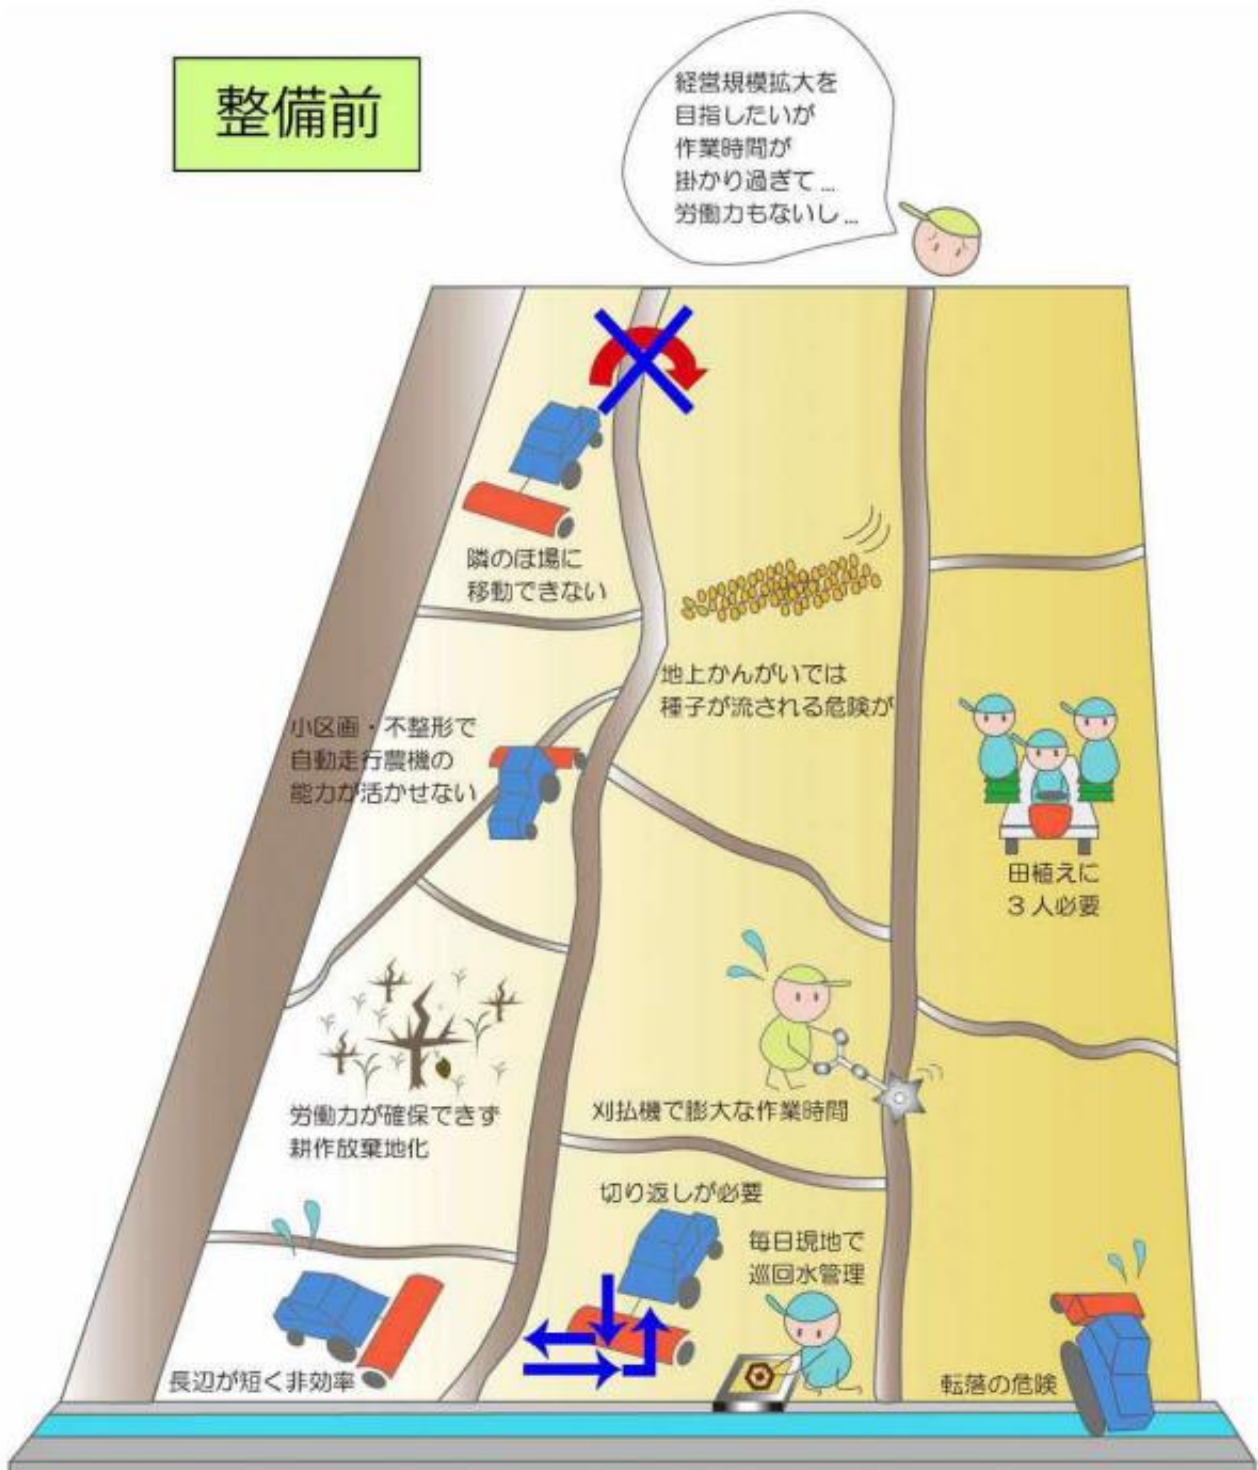 整備前
経営規模拡大を
目指したいが
作業時間が
掛かり過ぎて...
労働力もないし...
隣のほ場に
移動できない
地上かんがいでは
種子が流される危険が
小区画・不整形で
自動走行農機の
能力が活かせない
田植えに
3人必要
労働力が確保できず
耕作放棄地化
刈払機で膨大な作業時間
切り返しが必要
毎日現地で
巡回水管理
長辺が短く非効率
転落の危険